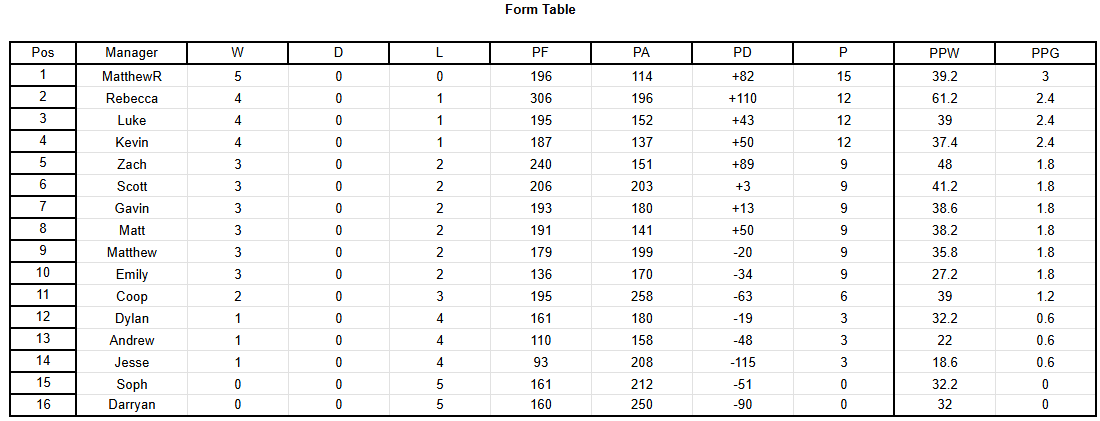 Form Table
Pos Manager W D L PF PA PD P PPW PPG
1 MatthewR 5 0 0 196 114 +82 15 39.2 3
2 Rebecca 4 0 1 306 196 +110 12 61.2 2.4
3 Luke 4 0 1 195 152 +43 12 39 2.4
4 Kevin 4 0 1 187 137 +50 12 37.4 2.4
5 Zach 3 0 2 240 151 +89 9 48 1.8
6 Scott 3 0 2 206 203 +3 9 41.2 1.8
7 Gavin 3 0 2 193 180 +13 9 38.6 1.8
8 Matt 3 0 2 191 141 +50 9 38.2 1.8
9 Matthew 3 0 2 179 199 -20 9 35.8 1.8
10 Emily 3 0 2 136 170 -34 9 27.2 1.8
11 Coop 2 0 3 195 258 -63 6 39 1.2
12 Dylan 1 0 4 161 180 -19 3 32.2 0.6
13 Andrew 1 0 4 110 158 -48 3 22 0.6
14 Jesse 1 0 4 93 208 -115 3 18.6 0.6
15 Soph 0 0 5 161 212 -51 0 32.2 0
16 Darryan 0 0 5 160 250 -90 0 32 0